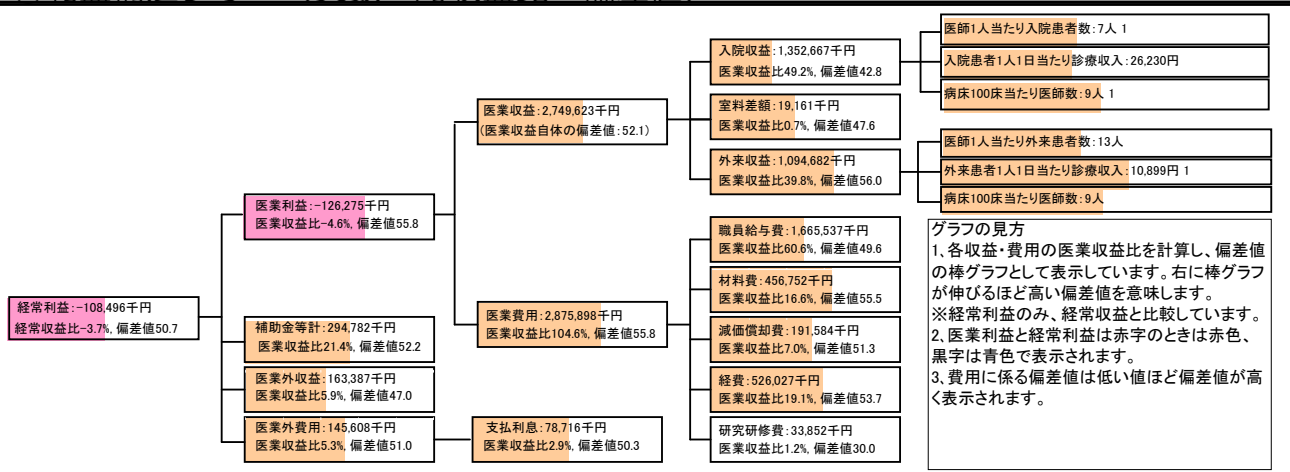 経常利益:-108,496千円
経常収益比-3.7%, 偏差値50.7
医業利益:-126,275千円
医業収益比-4.6%, 偏差値55.8
補助金等計:294,782千円
医業収益比21.4%, 偏差値52.2
医業外収益:163,387千円
医業収益比5.9%, 偏差値47.0
医業外費用:145,608千円
医業収益比5.3%, 偏差値51.0
医業収益:2,749,623千円
(医業収益自体の偏差値:52.1)
医業費用:2,875,898千円
医業収益比104.6%, 偏差値55.8
支払利息:78,716千円
医業収益比2.9%, 偏差値50.3
入院収益:1,352,667千円
医業収益比49.2%, 偏差値42.8
室料差額:19,161千円
医業収益比0.7%, 偏差値47.6
外来収益:1,094,682千円
医業収益比39.8%, 偏差値56.0
職員給与費:1,665,537千円
医業収益比60.6%, 偏差値49.6
材料費:456,752千円
医業収益比16.6%, 偏差値55.5
減価償却費:191,584千円
医業収益比7.0%, 偏差値51.3
経費:526,027千円
医業収益比19.1%, 偏差値53.7
研究研修費:33,852千円
医業収益比1.2%, 偏差値30.0
医師1人当たり入院患者数:7人 1
入院患者1人1日当たり診療収入:26,230円
病床100床当たり医師数:9人 1
医師1人当たり外来患者数:13人
外来患者1人1日当たり診療収入:10,899円 1
病床100床当たり医師数:9人
グラフの見方
1、各収益・費用の医業収益比を計算し、偏差値
の棒グラフとして表示しています。右に棒グラフ
が伸びるほど高い偏差値を意味します。
※経常利益のみ、経常収益と比較しています。
2、医業利益と経常利益は赤字のときは赤色、
黒字は青色で表示されます。
3、費用に係る偏差値は低い値ほど偏差値が高
く表示されます。